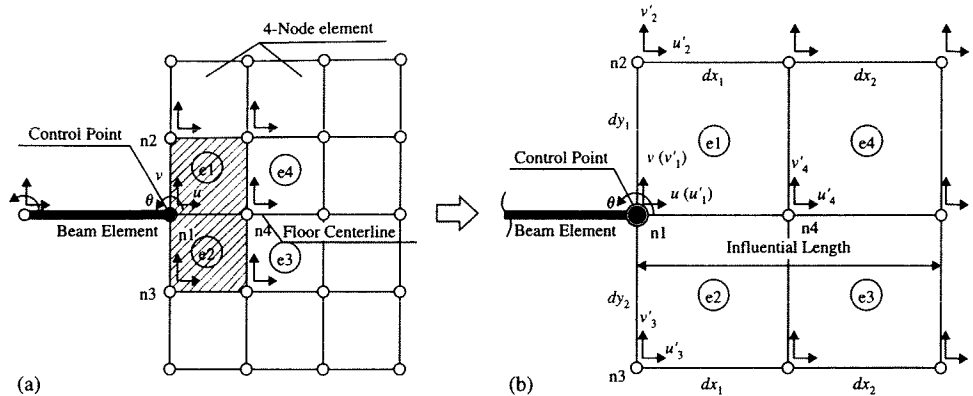 4-Node element
Control Point
n2
e1
e4
v
θ
u
Beam Element
n1
n4
Floor Centerline
e2
e3
n3
(a)
v′2
u′2
n2
dx1
dx2
dy1
e1
e4
Control Point
v (v′1)
v′4
θ
u (u′1)
u′4
Beam Element
n1
n4
Influential Length
dy2
e2
e3
v′3
u′3
n3
dx1
dx2
(b)